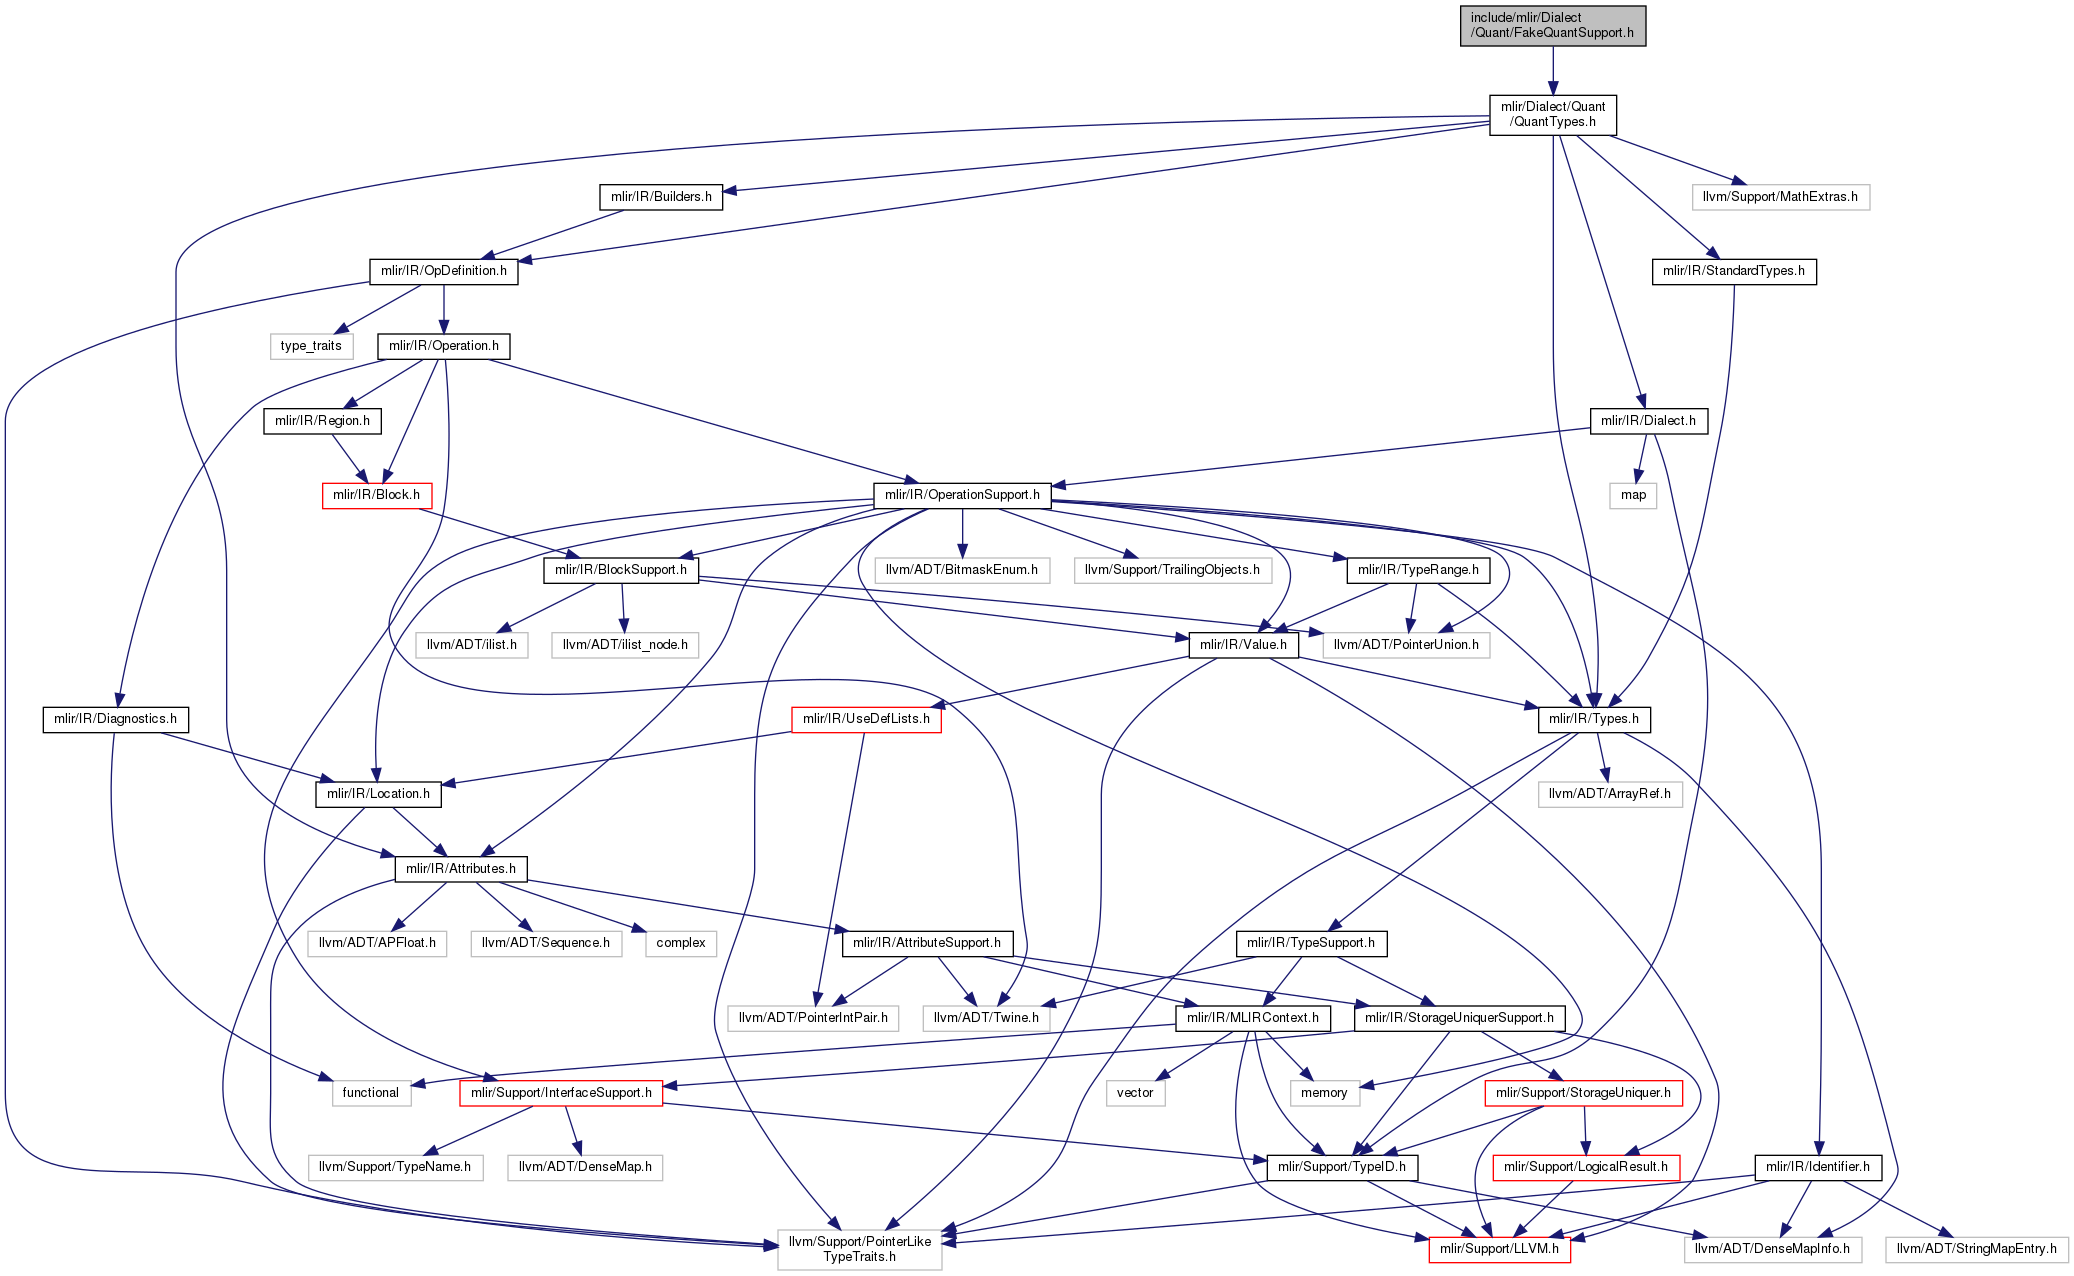 include/mlir/Dialect
/Quant/FakeQuantSupport.h
mlir/Dialect/Quant
/QuantTypes.h
mlir/IR/Builders.h
llvm/Support/MathExtras.h
mlir/IR/OpDefinition.h
mlir/IR/StandardTypes.h
type_traits
mlir/IR/Operation.h
mlir/IR/Region.h
mlir/IR/Dialect.h
mlir/IR/Block.h
mlir/IR/OperationSupport.h
map
mlir/IR/BlockSupport.h
llvm/ADT/BitmaskEnum.h
llvm/Support/TrailingObjects.h
mlir/IR/TypeRange.h
llvm/ADT/ilist.h
llvm/ADT/ilist_node.h
mlir/IR/Value.h
llvm/ADT/PointerUnion.h
mlir/IR/Diagnostics.h
mlir/IR/UseDefLists.h
mlir/IR/Types.h
mlir/IR/Location.h
llvm/ADT/ArrayRef.h
mlir/IR/Attributes.h
llvm/ADT/APFloat.h
llvm/ADT/Sequence.h
complex
mlir/IR/AttributeSupport.h
mlir/IR/TypeSupport.h
llvm/ADT/PointerIntPair.h
llvm/ADT/Twine.h
mlir/IR/MLIRContext.h
mlir/IR/StorageUniquerSupport.h
functional
mlir/Support/InterfaceSupport.h
vector
memory
mlir/Support/StorageUniquer.h
llvm/Support/TypeName.h
llvm/ADT/DenseMap.h
mlir/Support/TypeID.h
mlir/Support/LogicalResult.h
mlir/IR/Identifier.h
llvm/Support/PointerLike
TypeTraits.h
mlir/Support/LLVM.h
llvm/ADT/DenseMapInfo.h
llvm/ADT/StringMapEntry.h